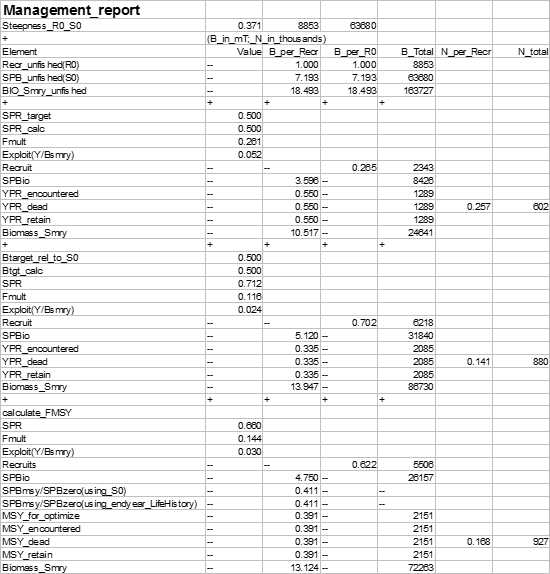 Management_report
Steepness_R0_S0 0.371 8853 63680
+ (B_in_mT;_N_in_thousands)
Element Value B_per_Recr B_per_R0 B_Total N_per_Recr N_total
Recr_unfished(R0) -- 1.000 1.000 8853
SPB_unfished(S0) -- 7.193 7.193 63680
BIO_Smry_unfished -- 18.493 18.493 163727
+ + + + +
SPR_target 0.500
SPR_calc 0.500
Fmult 0.261
Exploit(Y/Bsmry) 0.052
Recruit -- -- 0.265 2343
SPBio -- 3.596 -- 8426
YPR_encountered -- 0.550 -- 1289
YPR_dead -- 0.550 -- 1289 0.257 602
YPR_retain -- 0.550 -- 1289
Biomass_Smry -- 10.517 -- 24641
+ + + + +
Btarget_rel_to_S0 0.500
Btgt_calc 0.500
SPR 0.712
Fmult 0.116
Exploit(Y/Bsmry) 0.024
Recruit -- -- 0.702 6218
SPBio -- 5.120 -- 31840
YPR_encountered -- 0.335 -- 2085
YPR_dead -- 0.335 -- 2085 0.141 880
YPR_retain -- 0.335 -- 2085
Biomass_Smry -- 13.947 -- 86730
+ + + + +
calculate_FMSY
SPR 0.660
Fmult 0.144
Exploit(Y/Bsmry) 0.030
Recruits -- -- 0.622 5506
SPBio -- 4.750 -- 26157
SPBmsy/SPBzero(using_S0) -- 0.411 -- --
SPBmsy/SPBzero(using_endyear_LifeHistory) -- 0.411 -- --
MSY_for_optimize -- 0.391 -- 2151
MSY_encountered -- 0.391 -- 2151
MSY_dead -- 0.391 -- 2151 0.168 927
MSY_retain -- 0.391 -- 2151
Biomass_Smry -- 13.124 -- 72263